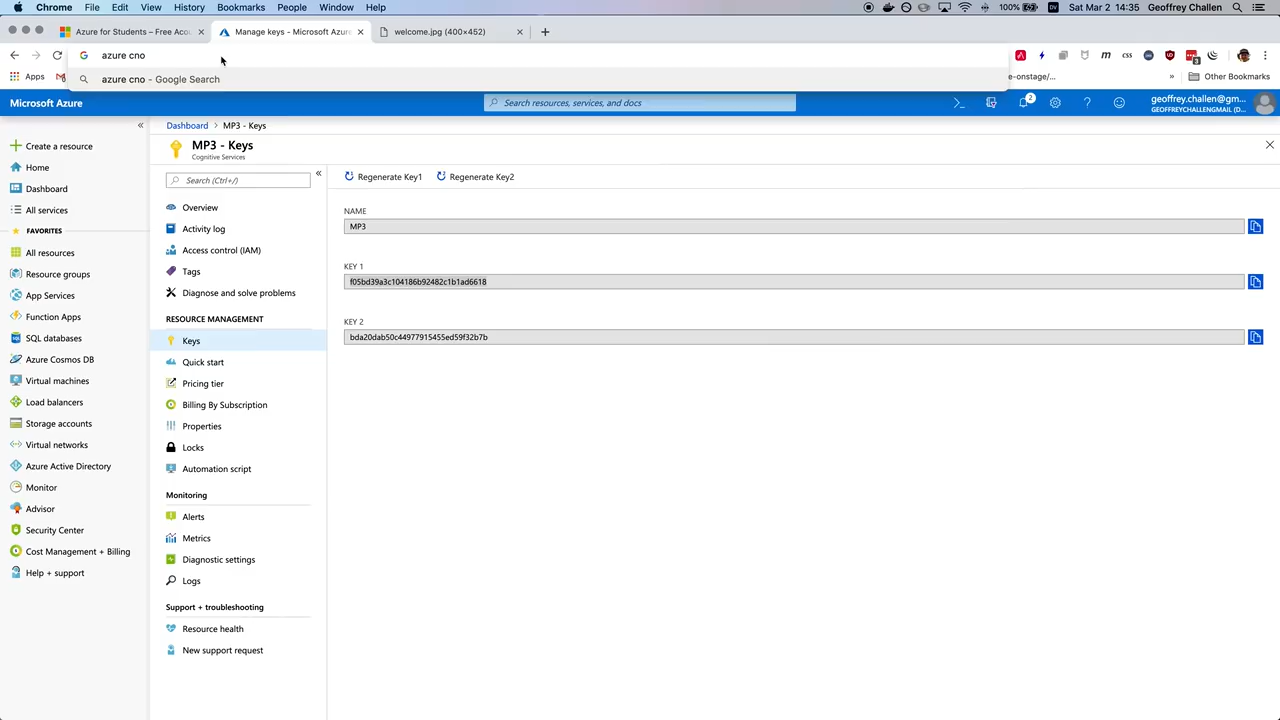 Chrome File Edit View History Bookmarks People Window Help 100% Sat Mar 2 14:35 Geoffrey Challen
Azure for Students – Free Acco Manage keys - Microsoft Azure welcome.jpg (400×452)
azure cno
Apps azure cno – Google Search e-onstage/... » Other Bookmarks
Microsoft Azure Search resources, services, and docs 2 geoffrey.challen@gm...
GEOFFREYCHALLENGMAIL (D...
Dashboard > MP3 - Keys
MP3 - Keys
Cognitive Services
Create a resource
Home
Dashboard
All services
FAVORITES
All resources
Resource groups
App Services
Function Apps
SQL databases
Azure Cosmos DB
Virtual machines
Load balancers
Storage accounts
Virtual networks
Azure Active Directory
Monitor
Advisor
Security Center
Cost Management + Billing
Help + support
Search (Ctrl+/)
Overview
Activity log
Access control (IAM)
Tags
Diagnose and solve problems
RESOURCE MANAGEMENT
Keys
Quick start
Pricing tier
Billing By Subscription
Properties
Locks
Automation script
Monitoring
Alerts
Metrics
Diagnostic settings
Logs
Support + troubleshooting
Resource health
New support request
Regenerate Key1 Regenerate Key2
NAME
MP3
KEY 1
f05bd39a3c104186b92482c1b1ad6618
KEY 2
bda20dab50c44977915455ed59f32b7b